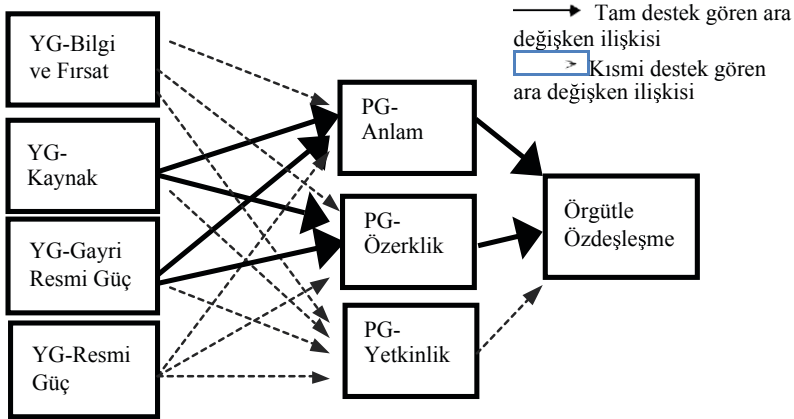 Tam destek gören ara
değişken ilişkisi
Kısmi destek gören
ara değişken ilişkisi
YG-Bilgi
ve Fırsat
YG-
Kaynak
YG-Gayri
Resmi Güç
YG-Resmi
Güç
PG-
Anlam
PG-
Özerklik
PG-
Yetkinlik
Örgütle
Özdeşleşme